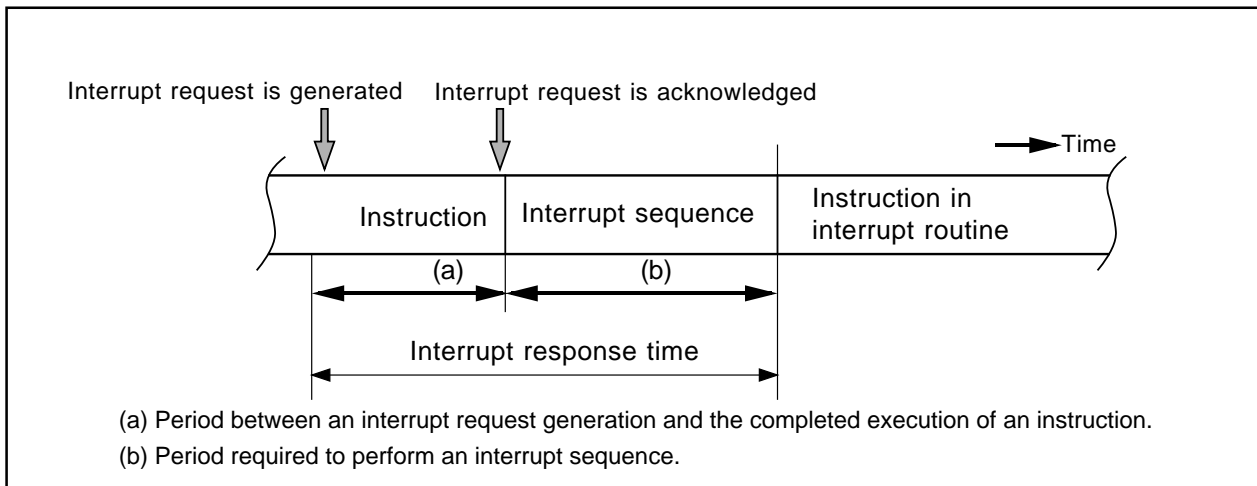 Interrupt request is generated
Interrupt request is acknowledged
Time
Instruction
Interrupt sequence
Instruction in
interrupt routine
(a)
(b)
Interrupt response time
(a) Period between an interrupt request generation and the completed execution of an instruction.
(b) Period required to perform an interrupt sequence.